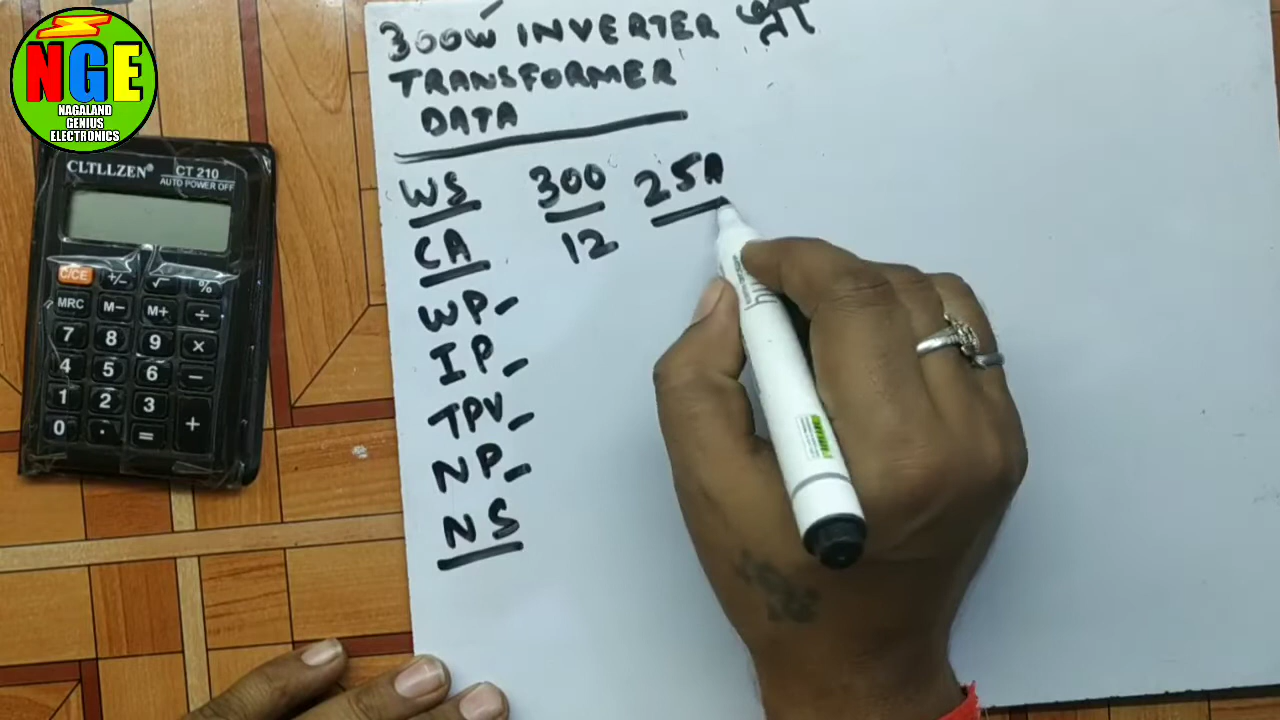 NGE
NAGALAND
GENIUS
ELECTRONICS
300W INVERTER
TRANSFORMER
DATA
WS 300 25A
CA 12
WP-
IP-
TPV-
NP-
NS
CLTLLZEN® CT 210
AUTO POWER OFF
C/CE +/− √ %
MRC M− M+ ÷
7 8 9 ×
4 5 6 −
1 2 3 +
0 · =